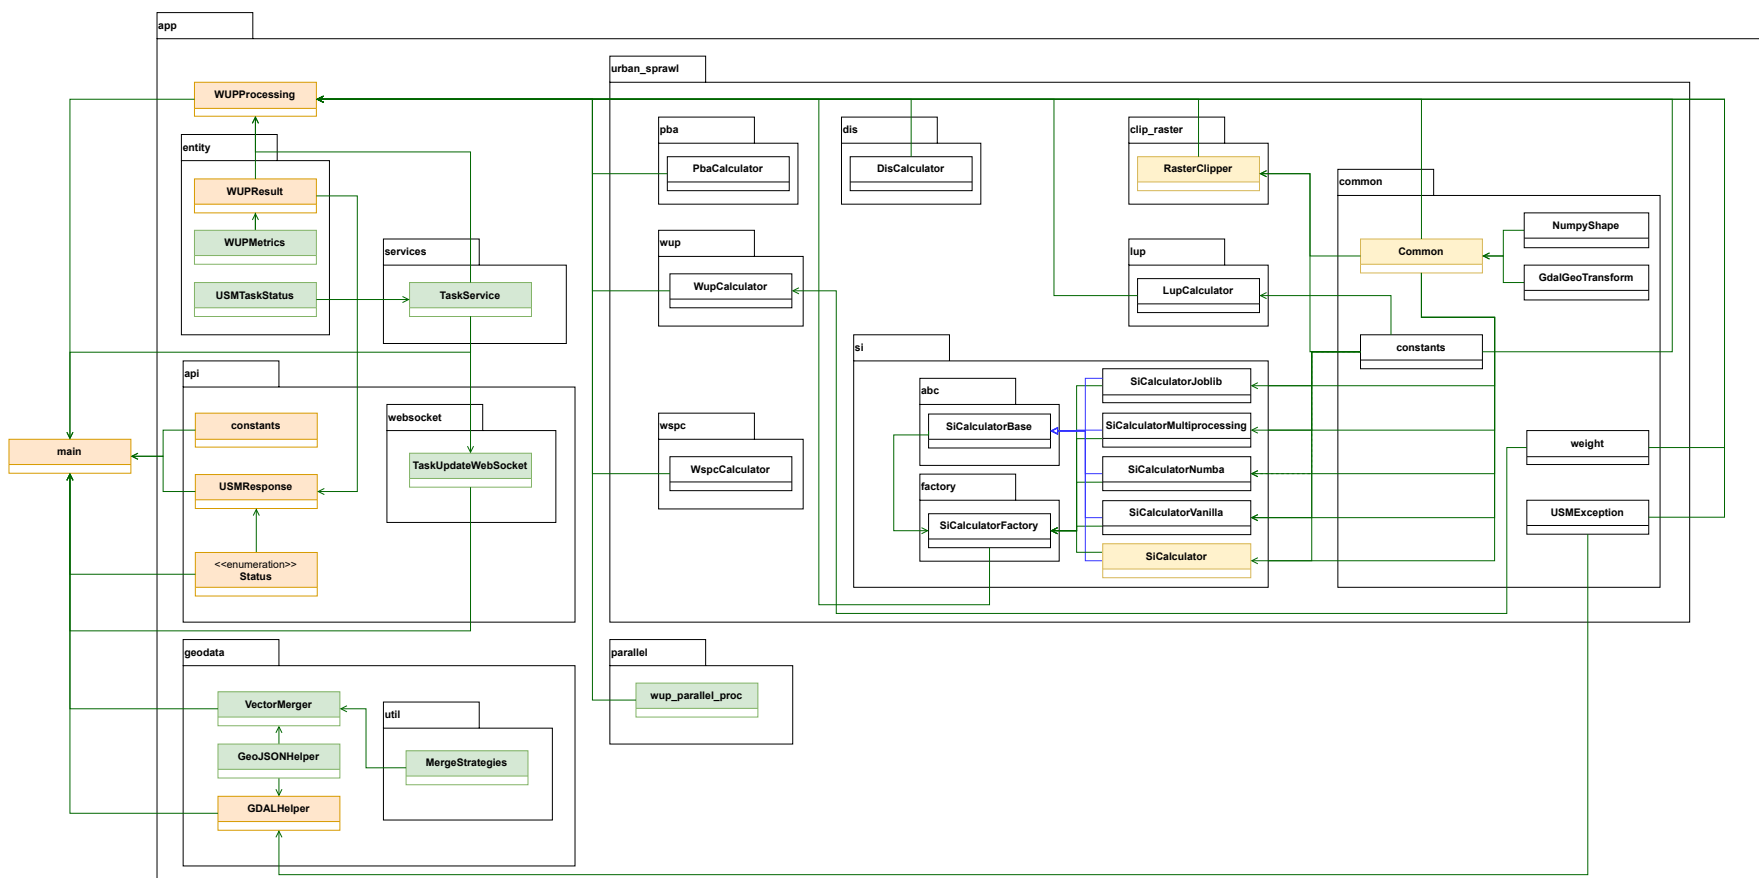 app
urban_sprawl
WUPProcessing
entity
WUPResult
WUPMetrics
USMTaskStatus
services
TaskService
pba
PbaCalculator
dis
DisCalculator
clip_raster
RasterClipper
common
NumpyShape
Common
GdalGeoTransform
constants
weight
USMException
wup
WupCalculator
lup
LupCalculator
si
abc
SiCalculatorBase
factory
SiCalculatorFactory
SiCalculatorJoblib
SiCalculatorMultiprocessing
SiCalculatorNumba
SiCalculatorVanilla
SiCalculator
wspc
WspcCalculator
api
constants
USMResponse
<<enumeration>>
Status
websocket
TaskUpdateWebSocket
main
geodata
VectorMerger
GeoJSONHelper
GDALHelper
util
MergeStrategies
parallel
wup_parallel_proc